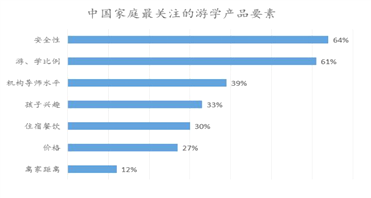 中国家庭最关注的游学产品要素
安全性 64%
游、学比例 61%
机构导师水平 39%
孩子兴趣 33%
住宿餐饮 30%
价格 27%
离家距离 12%